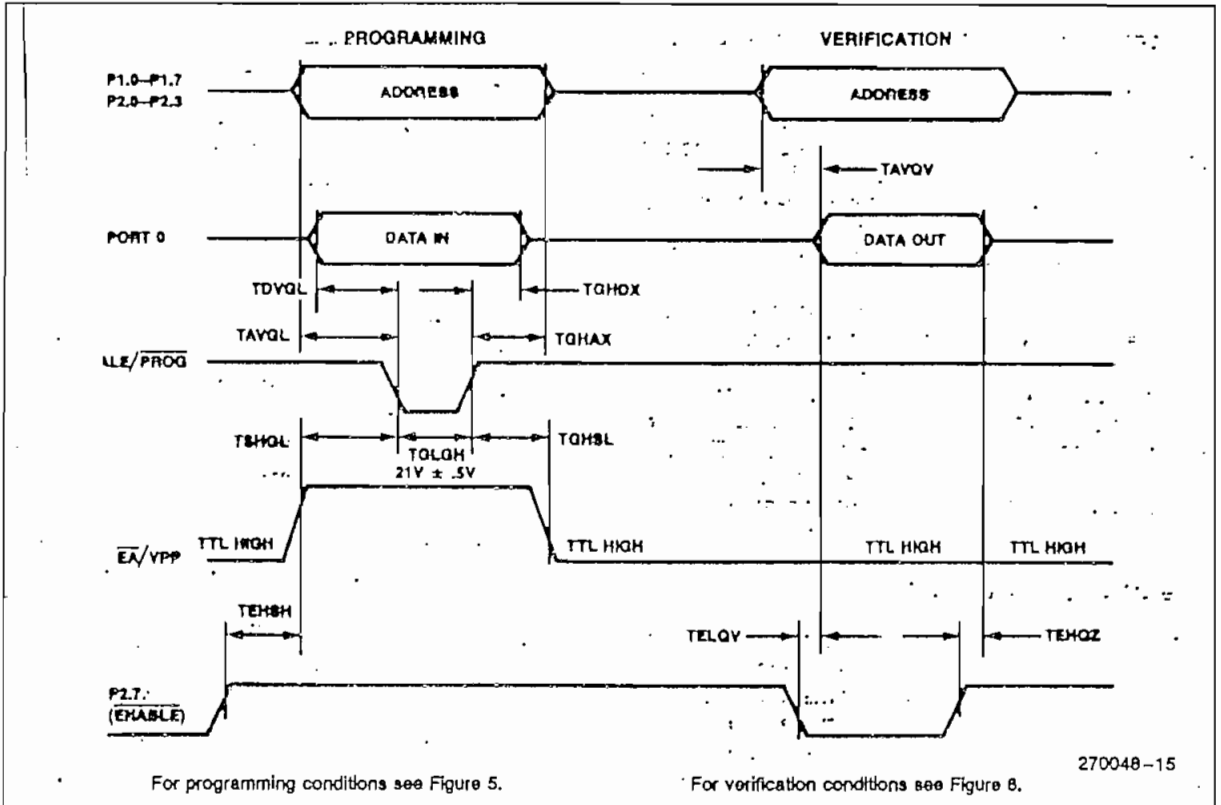 PROGRAMMING
VERIFICATION
P1.0–P1.7
P2.0–P2.3
ADDRESS
ADDRESS
TAVQV
PORT 0
DATA IN
DATA OUT
TDVGL
TGHDX
TAVGL
TGHAX
ALE/PROG
TSHGL
TGLGH
TGHSL
21V ± .5V
EA/VPP
TTL HIGH
TTL HIGH
TTL HIGH
TTL HIGH
TEHSH
TELQV
TEHQZ
P2.7
(ENABLE)
270048–15
For programming conditions see Figure 5.
For verification conditions see Figure 6.